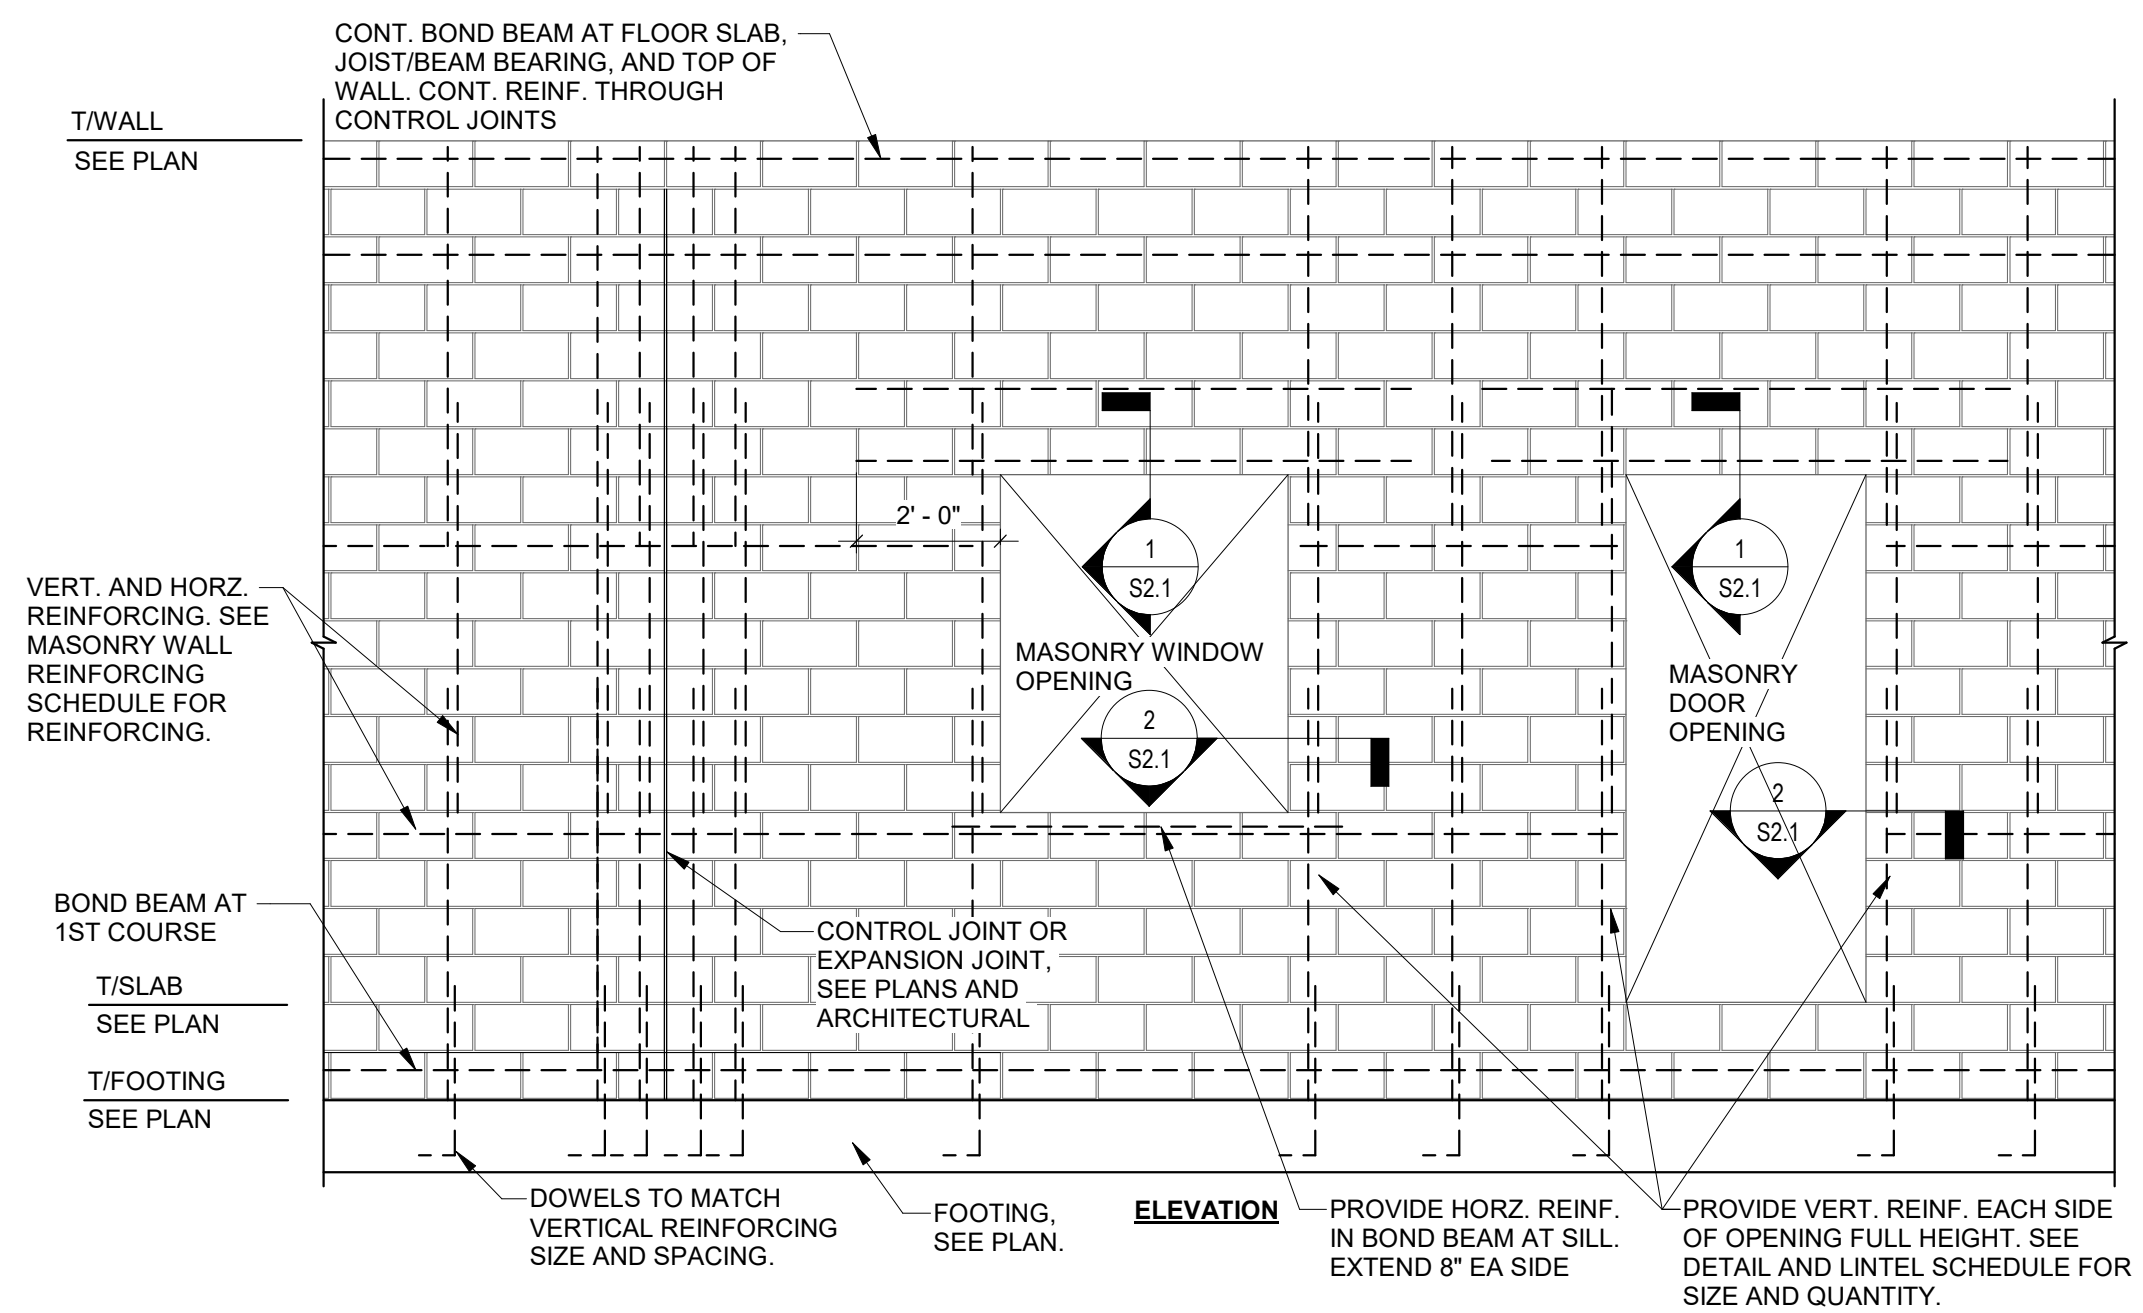 CONT. BOND BEAM AT FLOOR SLAB,
JOIST/BEAM BEARING, AND TOP OF
WALL. CONT. REINF. THROUGH
CONTROL JOINTS
T/WALL
SEE PLAN
2' - 0"
1
S2.1
1
S2.1
VERT. AND HORZ.
REINFORCING. SEE
MASONRY WALL
REINFORCING
SCHEDULE FOR
REINFORCING.
MASONRY WINDOW
OPENING
MASONRY
DOOR
OPENING
2
S2.1
2
S2.1
BOND BEAM AT
1ST COURSE
CONTROL JOINT OR
EXPANSION JOINT,
SEE PLANS AND
ARCHITECTURAL
T/SLAB
SEE PLAN
T/FOOTING
SEE PLAN
DOWELS TO MATCH
VERTICAL REINFORCING
SIZE AND SPACING.
FOOTING,
SEE PLAN.
ELEVATION
PROVIDE HORZ. REINF.
IN BOND BEAM AT SILL.
EXTEND 8" EA SIDE
PROVIDE VERT. REINF. EACH SIDE
OF OPENING FULL HEIGHT. SEE
DETAIL AND LINTEL SCHEDULE FOR
SIZE AND QUANTITY.